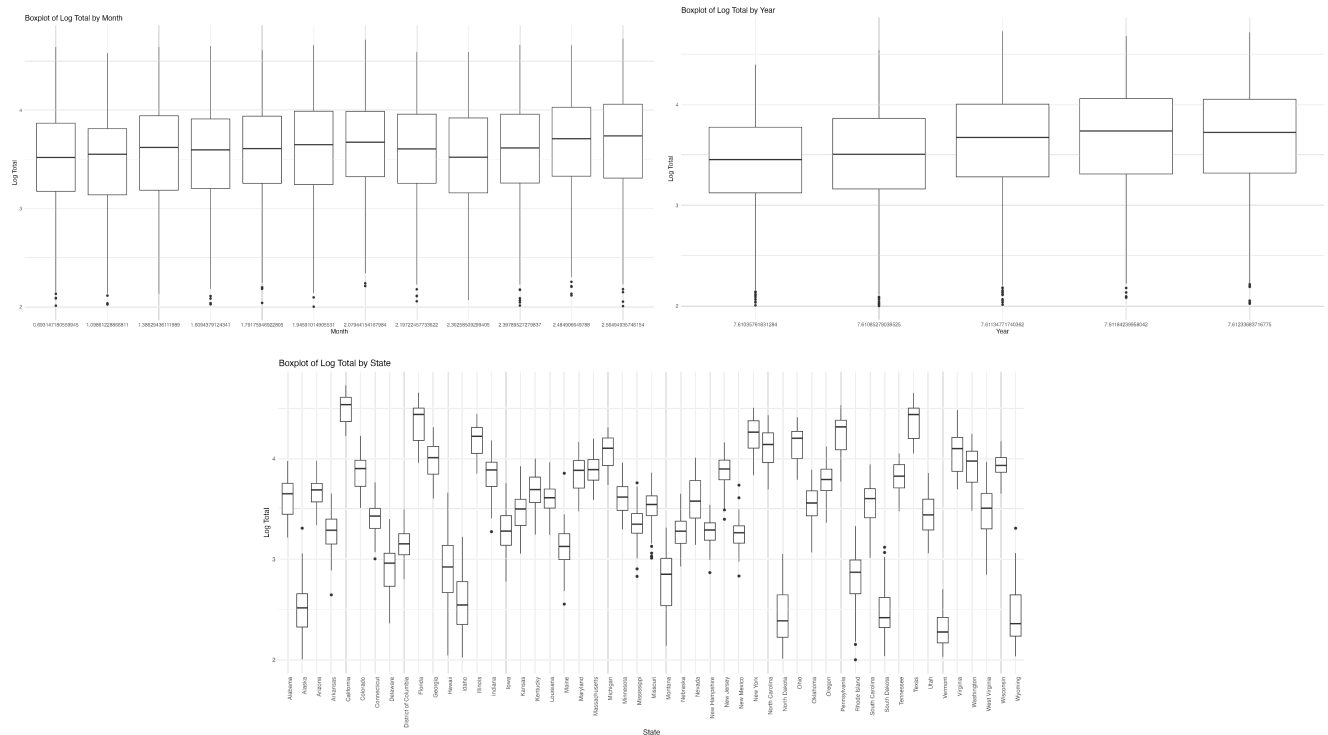 Boxplot of Log Total by Month
Log Total
4
3
2
0.693147180559945 1.09861228866811 1.38629436111989 1.6094379124341 1.79175946922805 1.94591014905531 2.07944154167984 2.19722457733622 2.30258509299405 2.39789527279837 2.484906649788 2.56494935746154
Month
Boxplot of Log Total by Year
Log Total
4
3
2
7.61035761831284 7.61085279039525 7.61134771740362 7.61184239958042 7.61233683716775
Year
Boxplot of Log Total by State
Log Total
4
3
2
Alabama
Alaska
Arizona
Arkansas
California
Colorado
Connecticut
Delaware
District of Columbia
Florida
Georgia
Hawaii
Idaho
Illinois
Indiana
Iowa
Kansas
Kentucky
Louisiana
Maine
Maryland
Massachusetts
Michigan
Minnesota
Mississippi
Missouri
Montana
Nebraska
Nevada
New Hampshire
New Jersey
New Mexico
New York
North Carolina
North Dakota
Ohio
Oklahoma
Oregon
Pennsylvania
Rhode Island
South Carolina
South Dakota
Tennessee
Texas
Utah
Vermont
Virginia
Washington
West Virginia
Wisconsin
Wyoming
State